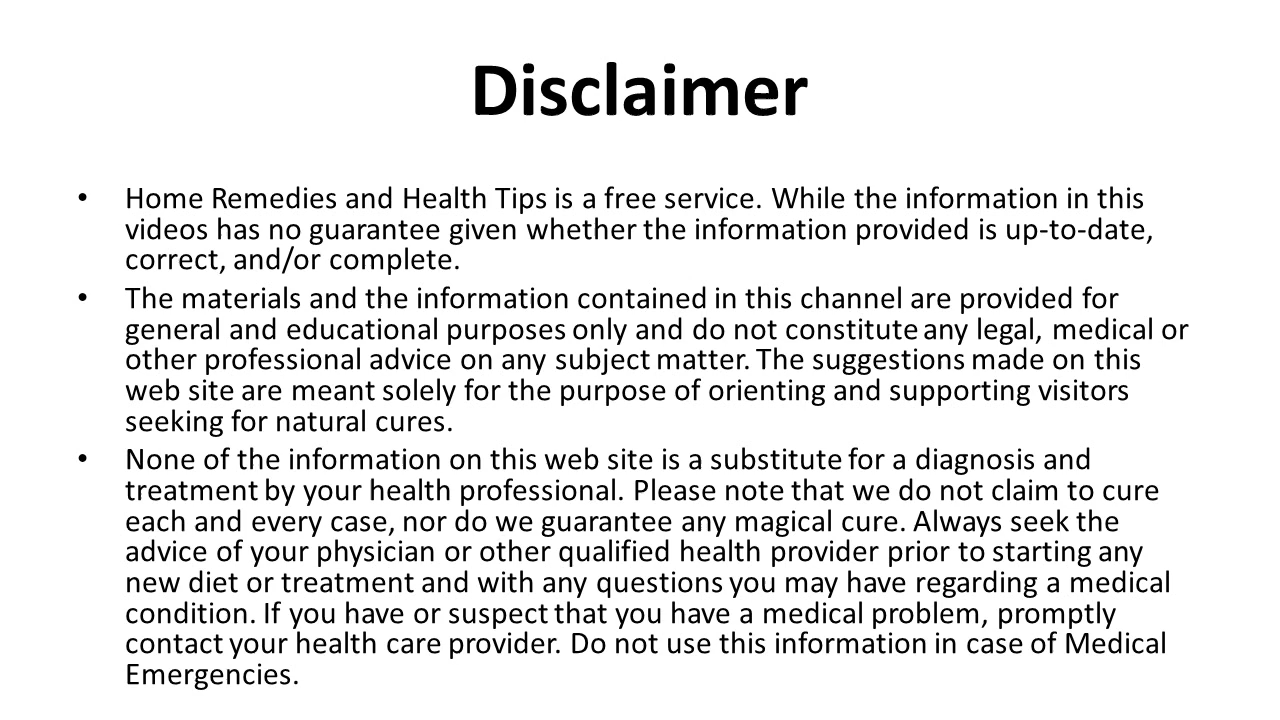 Disclaimer
• Home Remedies and Health Tips is a free service. While the information in this
videos has no guarantee given whether the information provided is up-to-date,
correct, and/or complete.
• The materials and the information contained in this channel are provided for
general and educational purposes only and do not constitute any legal, medical or
other professional advice on any subject matter. The suggestions made on this
web site are meant solely for the purpose of orienting and supporting visitors
seeking for natural cures.
• None of the information on this web site is a substitute for a diagnosis and
treatment by your health professional. Please note that we do not claim to cure
each and every case, nor do we guarantee any magical cure. Always seek the
advice of your physician or other qualified health provider prior to starting any
new diet or treatment and with any questions you may have regarding a medical
condition. If you have or suspect that you have a medical problem, promptly
contact your health care provider. Do not use this information in case of Medical
Emergencies.